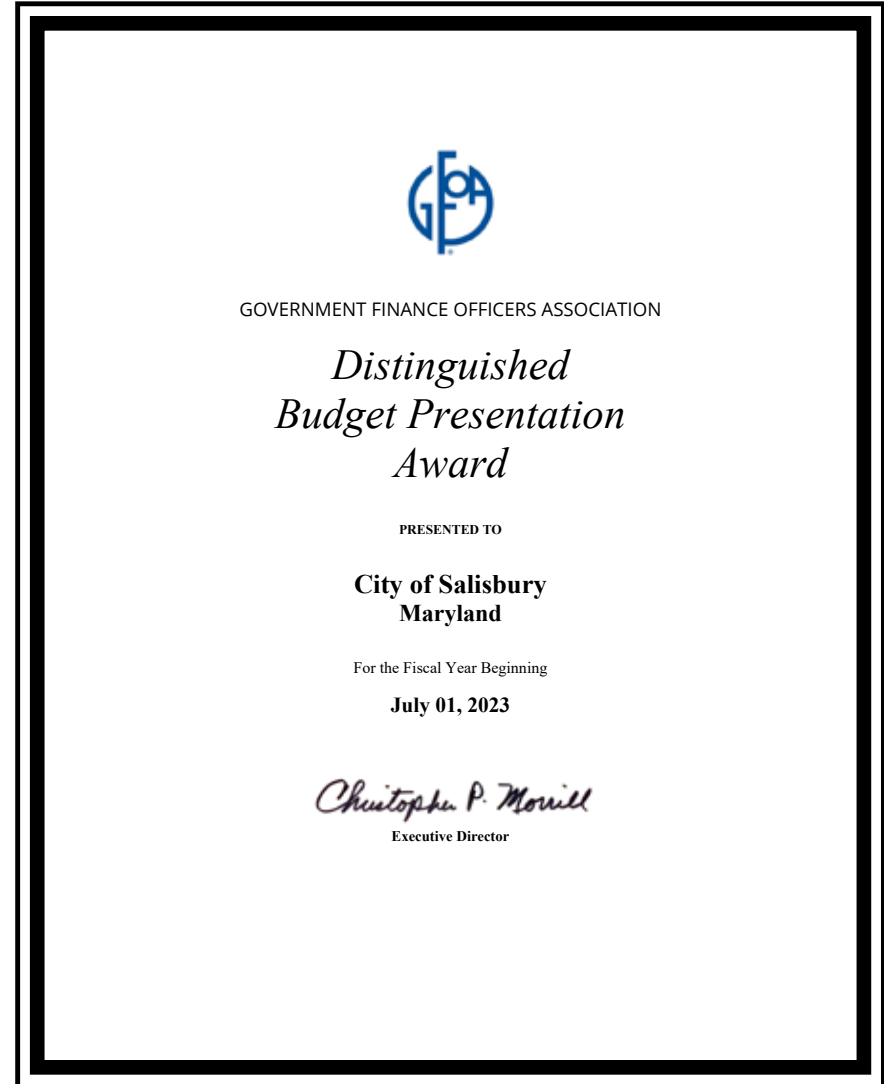 GFOA
GOVERNMENT FINANCE OFFICERS ASSOCIATION
Distinguished
Budget Presentation
Award
PRESENTED TO
City of Salisbury
Maryland
For the Fiscal Year Beginning
July 01, 2023
Christopher P. Morrill
Executive Director